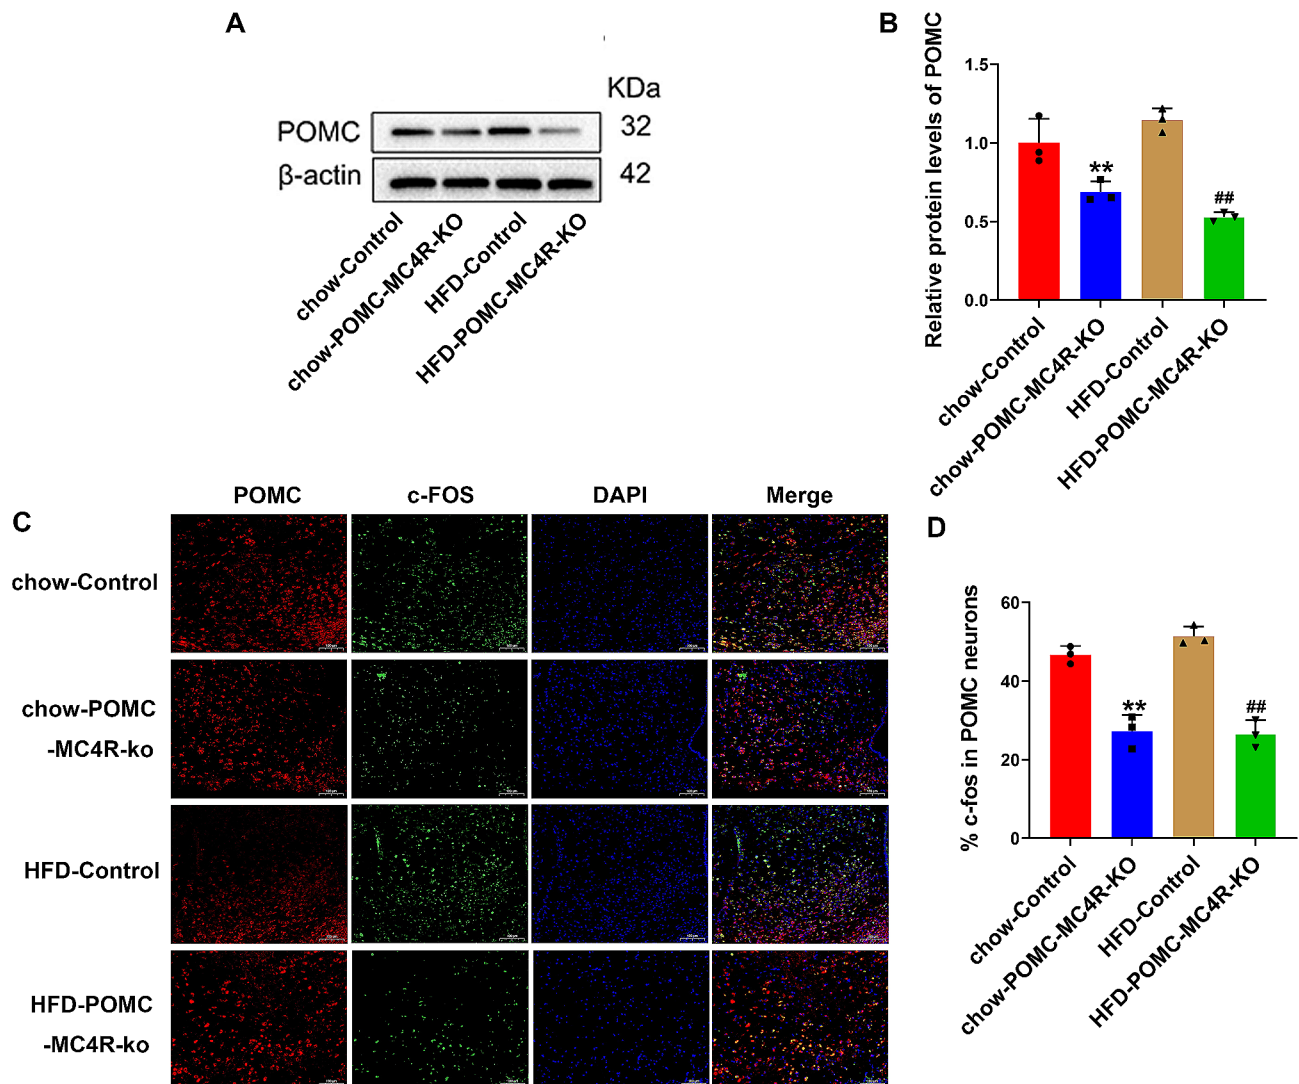 A
KDa
POMC
32
β-actin
42
chow-Control
chow-POMC-MC4R-KO
HFD-Control
HFD-POMC-MC4R-KO
B
Relative protein levels of POMC
1.5
1.0
0.5
0.0
**
##
chow-Control
chow-POMC-MC4R-KO
HFD-Control
HFD-POMC-MC4R-KO
C
POMC
c-FOS
DAPI
Merge
chow-Control
chow-POMC
-MC4R-ko
HFD-Control
HFD-POMC
-MC4R-ko
D
% c-fos in POMC neurons
60
40
20
0
**
##
chow-Control
chow-POMC-MC4R-KO
HFD-Control
HFD-POMC-MC4R-KO